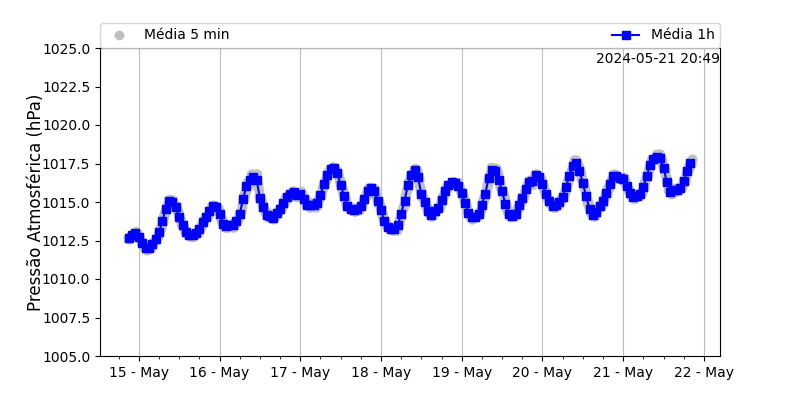 Média 5 min
Média 1h
2024-05-21 20:49
Pressão Atmosférica (hPa)
1025.0
1022.5
1020.0
1017.5
1015.0
1012.5
1010.0
1007.5
1005.0
15 - May
16 - May
17 - May
18 - May
19 - May
20 - May
21 - May
22 - May